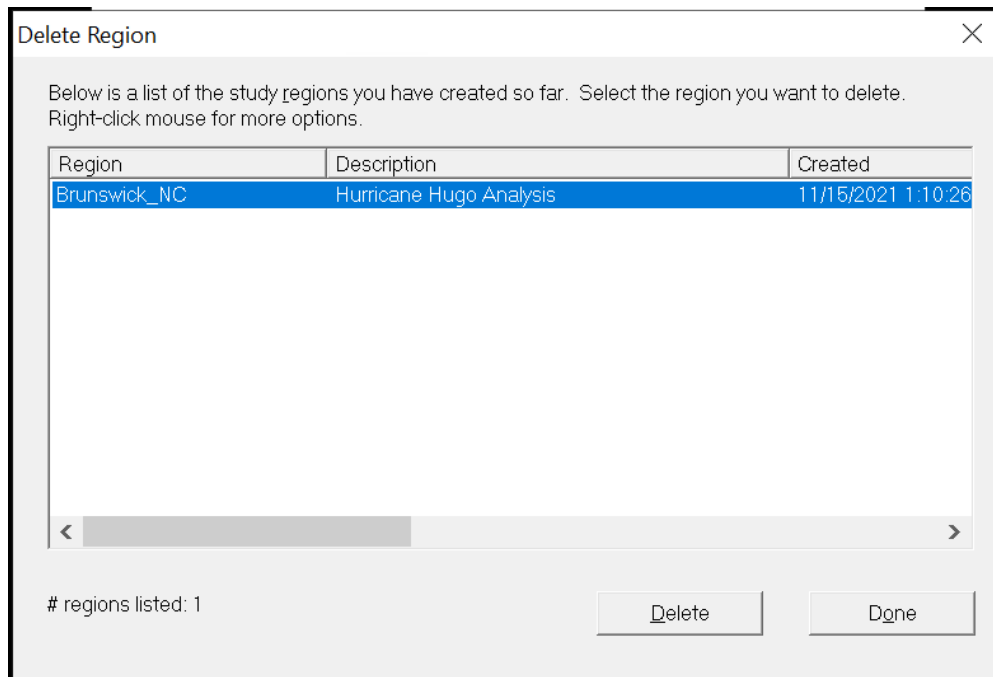 Delete Region
Below is a list of the study regions you have created so far.  Select the region you want to delete.
Right-click mouse for more options.
Region Description Created
Brunswick_NC Hurricane Hugo Analysis 11/15/2021 1:10:26
# regions listed: 1
Delete Done